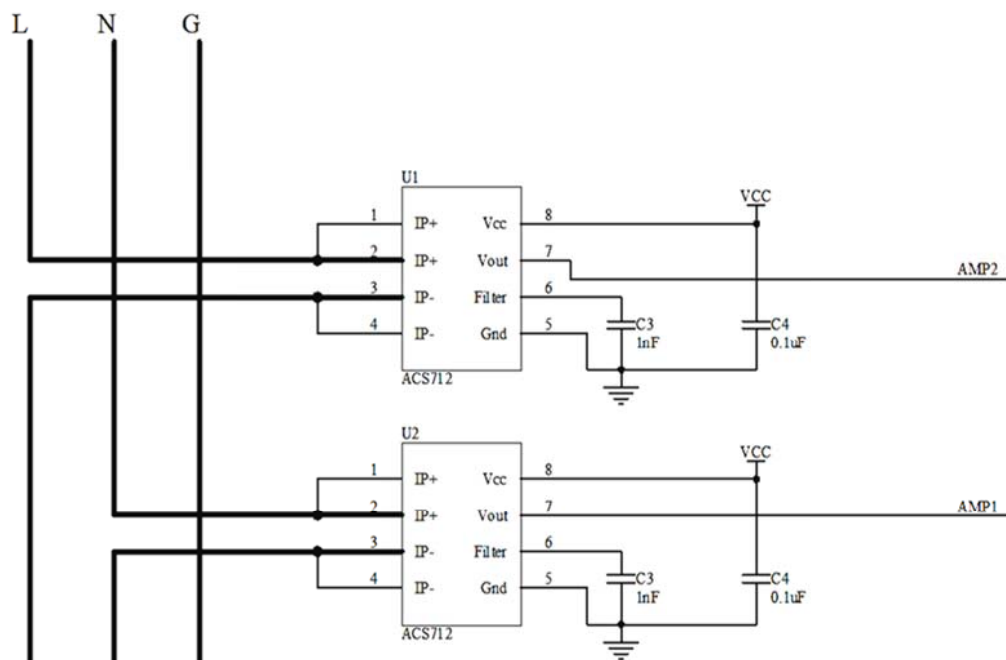 L N G
U1
VCC
1 IP+ Vcc 8
2 IP+ Vout 7
AMP2
3 IP- Filter 6
C3
1nF
C4
0.1uF
4 IP- Gnd 5
ACS712
U2
VCC
1 IP+ Vcc 8
2 IP+ Vout 7
AMP1
3 IP- Filter 6
C3
1nF
C4
0.1uF
4 IP- Gnd 5
ACS712